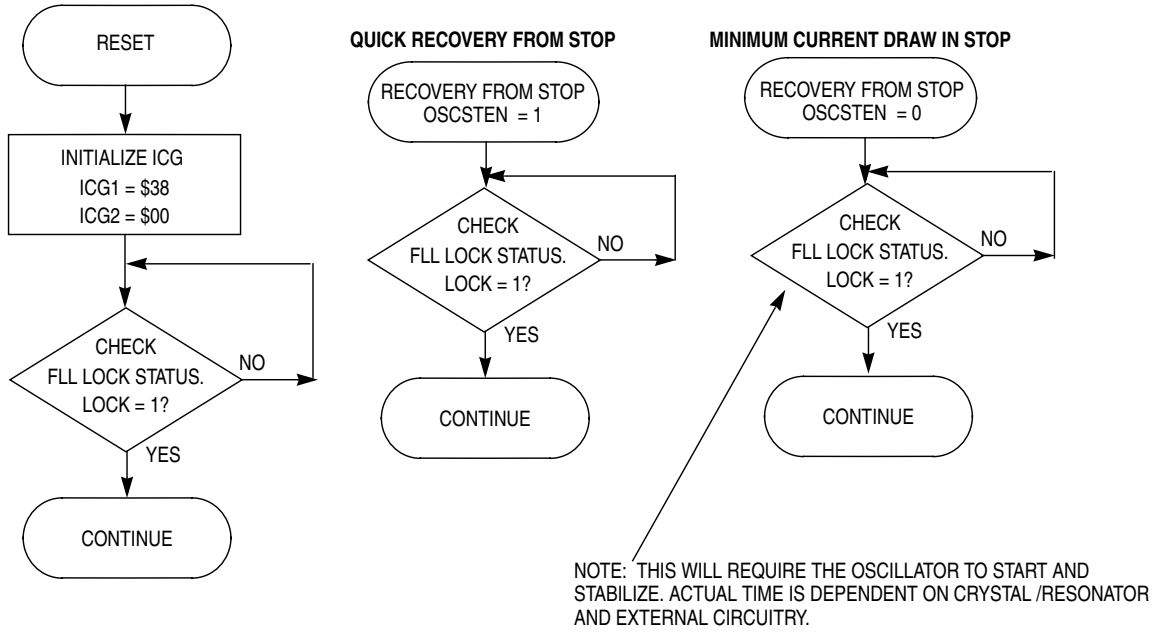 RESET
INITIALIZE ICG
ICG1 = $38
ICG2 = $00
CHECK
FLL LOCK STATUS.
LOCK = 1?
NO
YES
CONTINUE
QUICK RECOVERY FROM STOP
RECOVERY FROM STOP
OSCSTEN = 1
CHECK
FLL LOCK STATUS.
LOCK = 1?
NO
YES
CONTINUE
MINIMUM CURRENT DRAW IN STOP
RECOVERY FROM STOP
OSCSTEN = 0
CHECK
FLL LOCK STATUS.
LOCK = 1?
NO
YES
CONTINUE
NOTE: THIS WILL REQUIRE THE OSCILLATOR TO START AND
STABILIZE. ACTUAL TIME IS DEPENDENT ON CRYSTAL /RESONATOR
AND EXTERNAL CIRCUITRY.